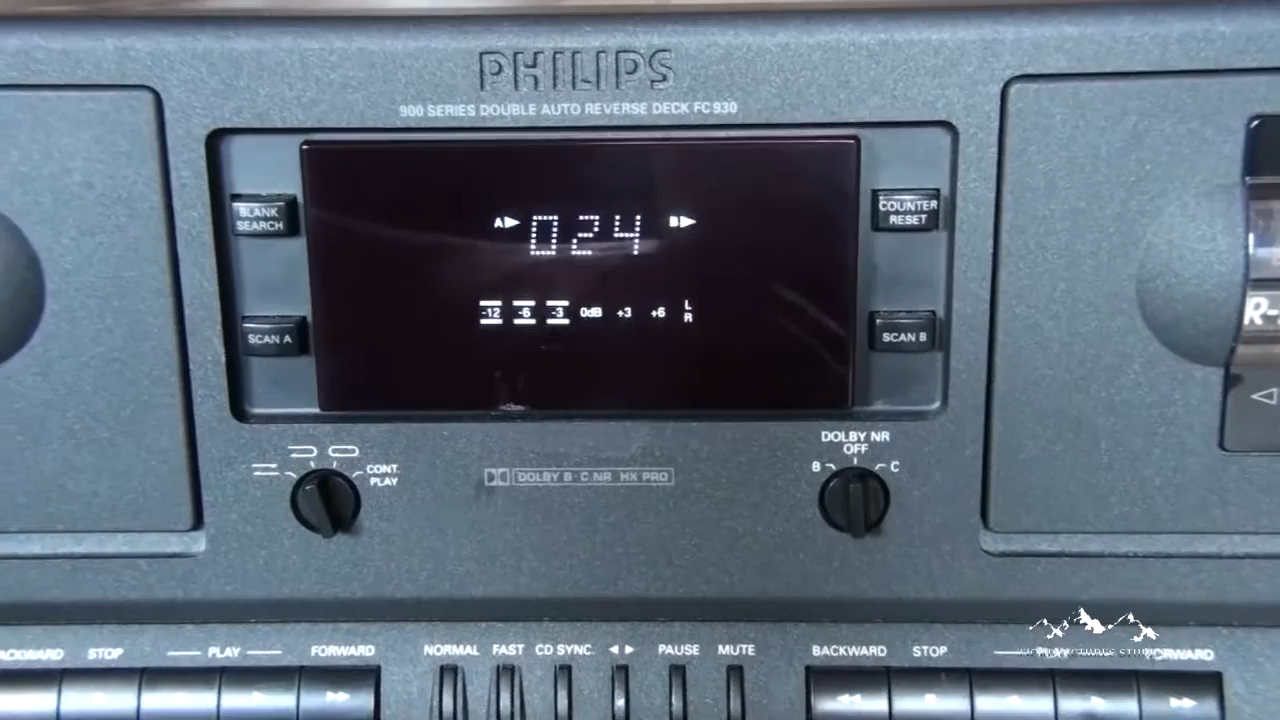 PHILIPS
900 SERIES DOUBLE AUTO REVERSE DECK FC930
BLANK SEARCH
COUNTER RESET
A 024 B
-12 -6 -3 0dB +3 +6 L R
SCAN A
SCAN B
R-
CONT. PLAY
DOLBY B·C NR HX PRO
DOLBY NR
OFF
B C
STOP PLAY FORWARD
NORMAL FAST CD SYNC. PAUSE MUTE
BACKWARD STOP FORWARD